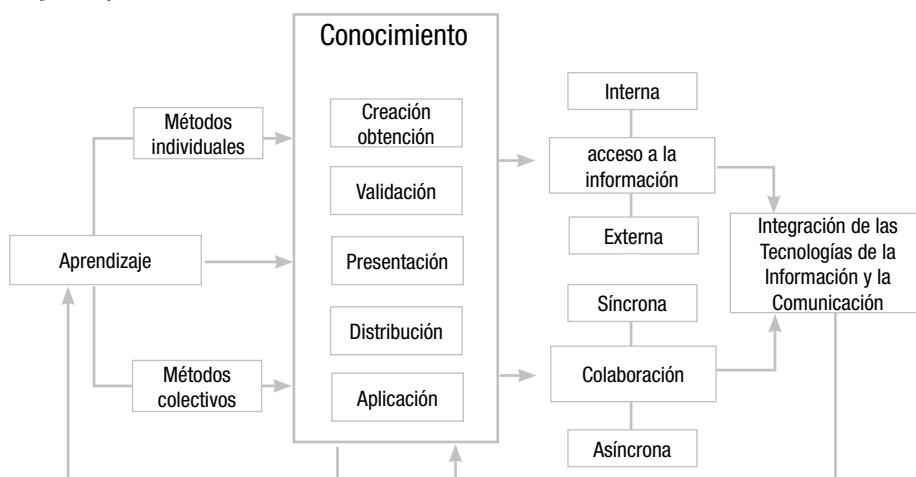 Conocimiento
Métodos
individuales
Aprendizaje
Métodos
colectivos
Creación
obtención
Validación
Presentación
Distribución
Aplicación
Interna
acceso a la
información
Externa
Síncrona
Colaboración
Asíncrona
Integración de las
Tecnologías de la
Información y la
Comunicación